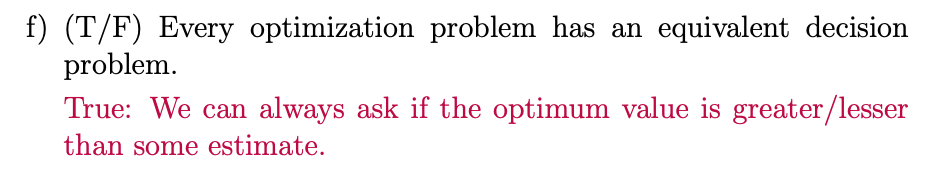 f) (T/F) Every optimization problem has an equivalent decision
problem.
True: We can always ask if the optimum value is greater/lesser
than some estimate.